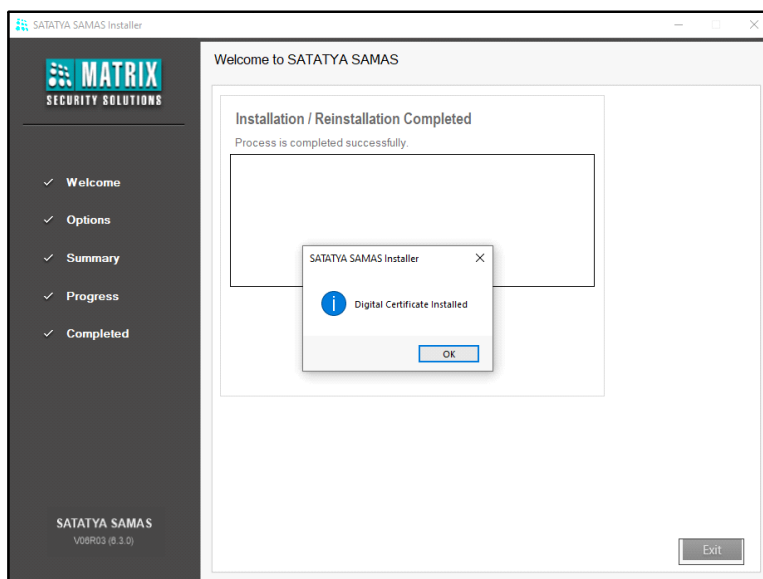 SATATYA SAMAS Installer
MATRIX
SECURITY SOLUTIONS
Welcome
Options
Summary
Progress
Completed
SATATYA SAMAS
V06R03 (6.3.0)
Welcome to SATATYA SAMAS
Installation / Reinstallation Completed
Process is completed successfully.
SATATYA SAMAS Installer
Digital Certificate Installed
OK
Exit